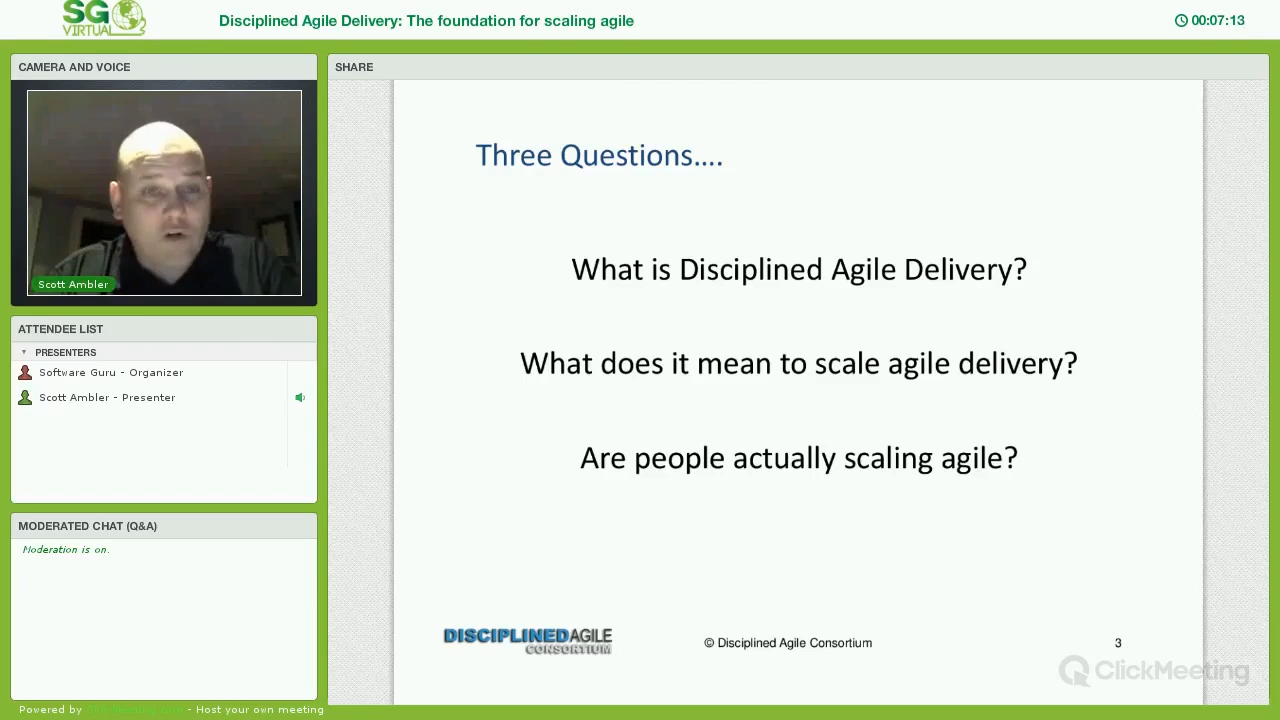 SG
VIRTUAL
Disciplined Agile Delivery: The foundation for scaling agile
00:07:13
CAMERA AND VOICE
Scott Ambler
ATTENDEE LIST
PRESENTERS
Software Guru - Organizer
Scott Ambler - Presenter
MODERATED CHAT (Q&A)
Moderation is on.
SHARE
Three Questions....
What is Disciplined Agile Delivery?
What does it mean to scale agile delivery?
Are people actually scaling agile?
DISCIPLINEDAGILE
CONSORTIUM
© Disciplined Agile Consortium
3
ClickMeeting
Powered by ClickMeeting.com - Host your own meeting